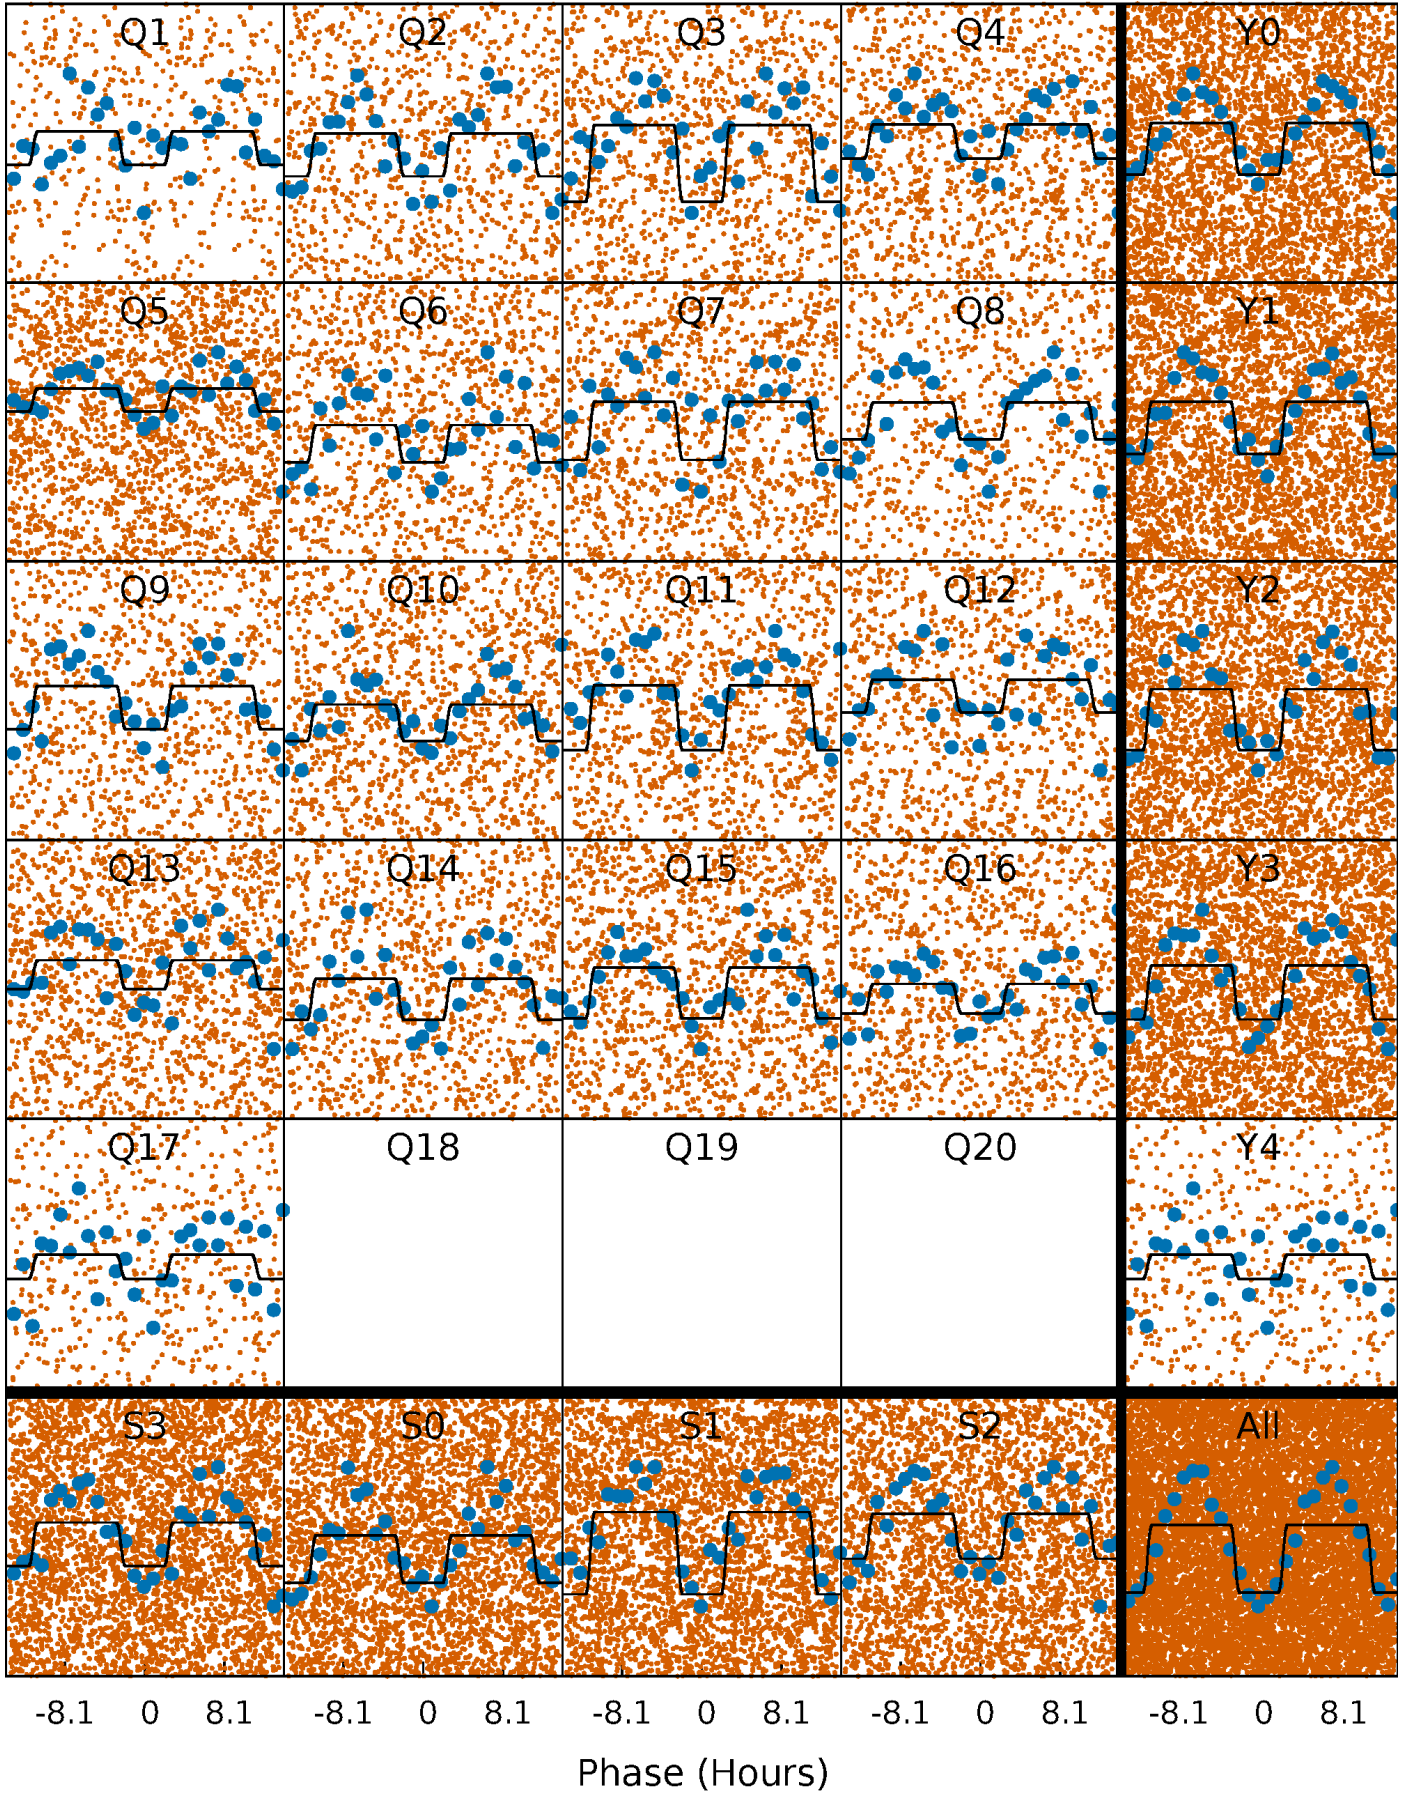 Q1 Q2 Q3 Q4 Y0
Q5 Q6 Q7 Q8 Y1
Q9 Q10 Q11 Q12 Y2
Q13 Q14 Q15 Q16 Y3
Q17 Q18 Q19 Q20 Y4
S3 S0 S1 S2 All
-8.1 0 8.1 -8.1 0 8.1 -8.1 0 8.1 -8.1 0 8.1 -8.1 0 8.1
Phase (Hours)